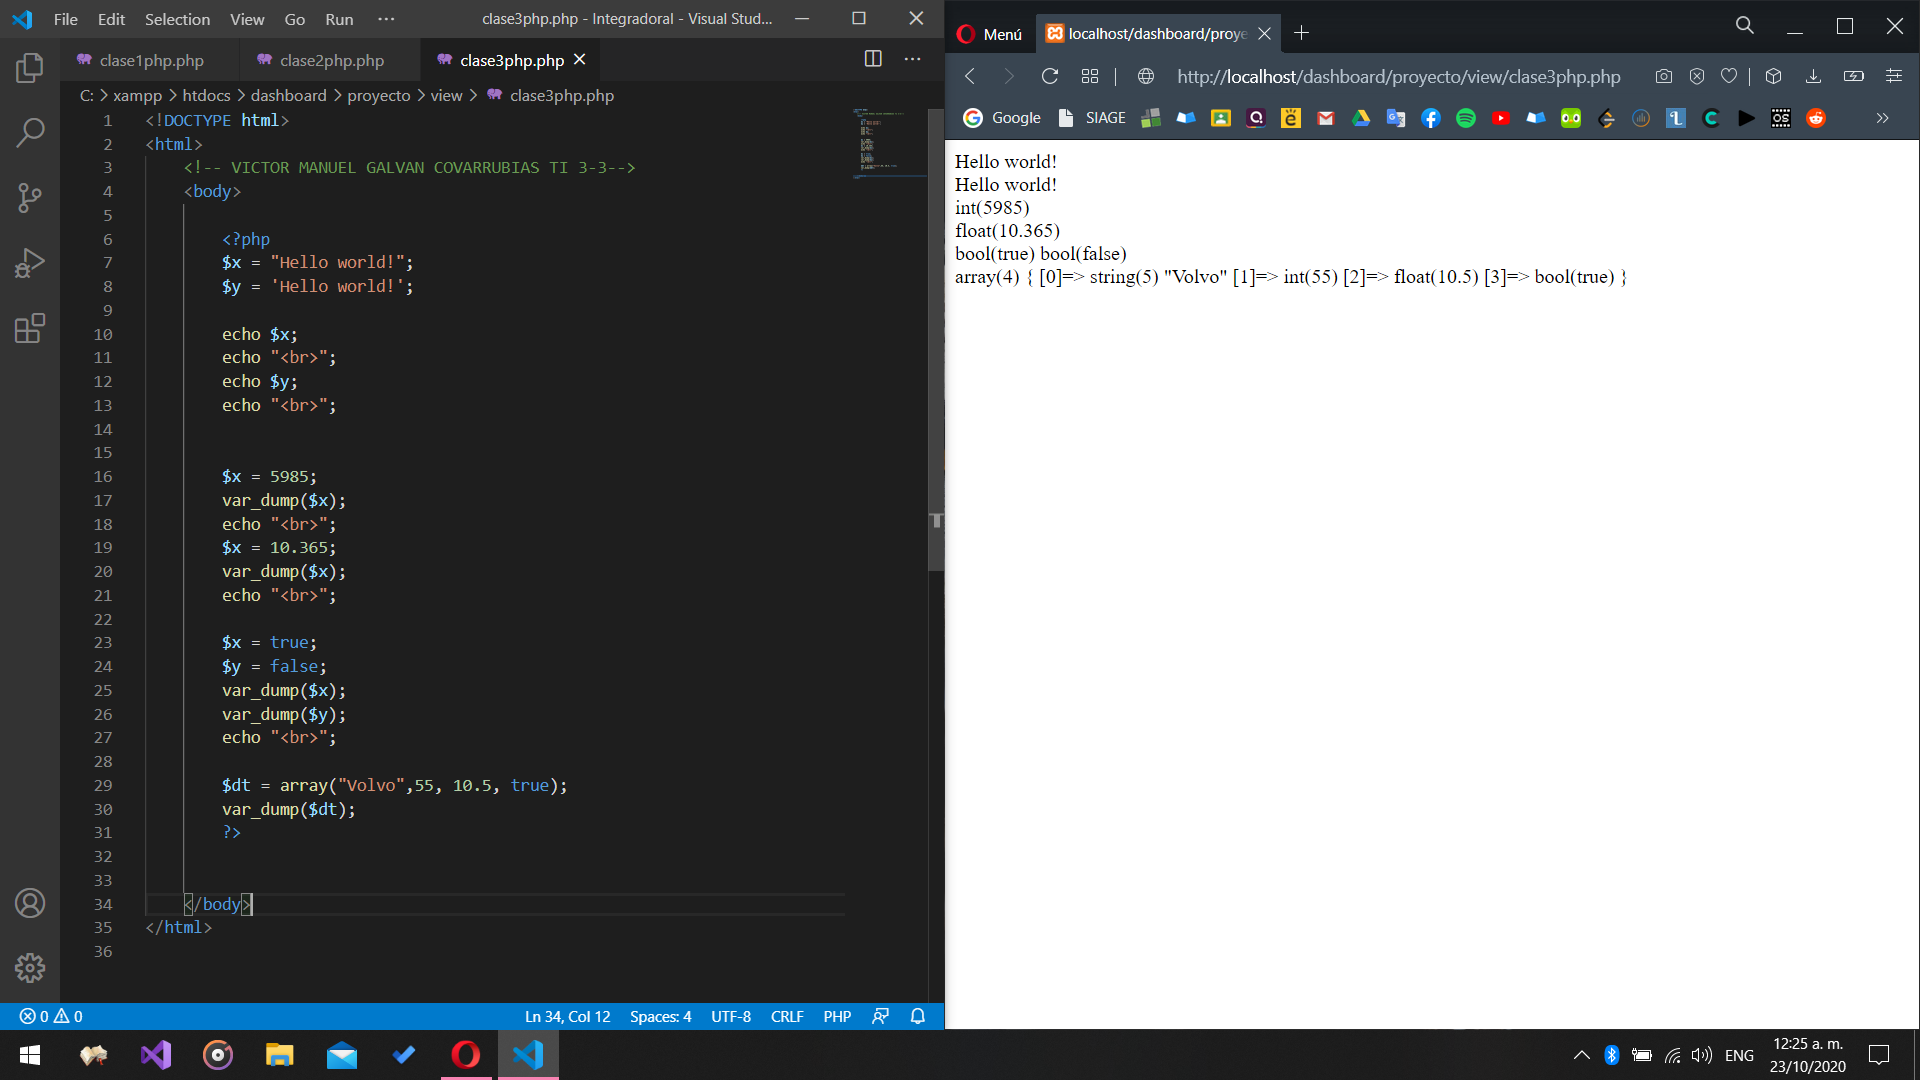 File Edit Selection View Go Run ··· clase3php.php - Integradoral - Visual Stud...
clase1php.php clase2php.php clase3php.php
C: > xampp > htdocs > dashboard > proyecto > view > clase3php.php
1 <!DOCTYPE html>
2 <html>
3 <!-- VICTOR MANUEL GALVAN COVARRUBIAS TI 3-3-->
4 <body>
5
6 <?php
7 $x = "Hello world!";
8 $y = 'Hello world!';
9
10 echo $x;
11 echo "<br>";
12 echo $y;
13 echo "<br>";
14
15
16 $x = 5985;
17 var_dump($x);
18 echo "<br>";
19 $x = 10.365;
20 var_dump($x);
21 echo "<br>";
22
23 $x = true;
24 $y = false;
25 var_dump($x);
26 var_dump($y);
27 echo "<br>";
28
29 $dt = array("Volvo",55, 10.5, true);
30 var_dump($dt);
31 ?>
32
33
34 </body>
35 </html>
36
0 0 Ln 34, Col 12 Spaces: 4 UTF-8 CRLF PHP
Menú localhost/dashboard/proye
http://localhost/dashboard/proyecto/view/clase3php.php
Google SIAGE
Hello world!
Hello world!
int(5985)
float(10.365)
bool(true) bool(false)
array(4) { [0]=> string(5) "Volvo" [1]=> int(55) [2]=> float(10.5) [3]=> bool(true) }
ENG
12:25 a. m.
23/10/2020